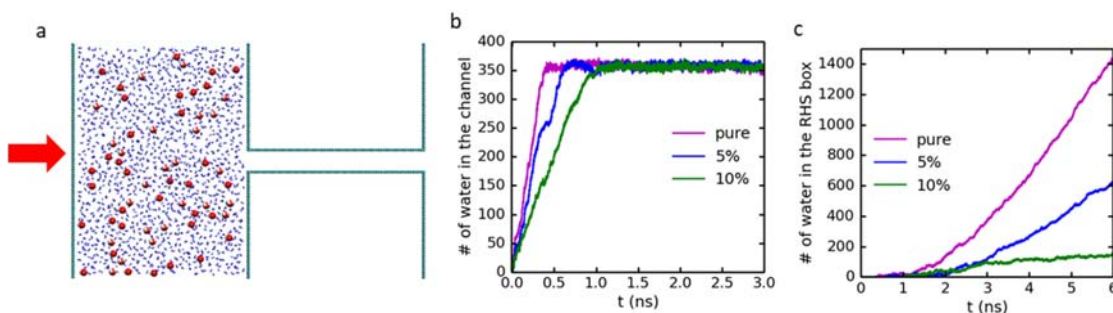 a
b
400
350
300
250
200
150
100
50
0
0.0 0.5 1.0 1.5 2.0 2.5 3.0
t (ns)
# of water in the channel
pure
5%
10%
c
1400
1200
1000
800
600
400
200
0
0 1 2 3 4 5 6
t (ns)
# of water in the RHS box
pure
5%
10%